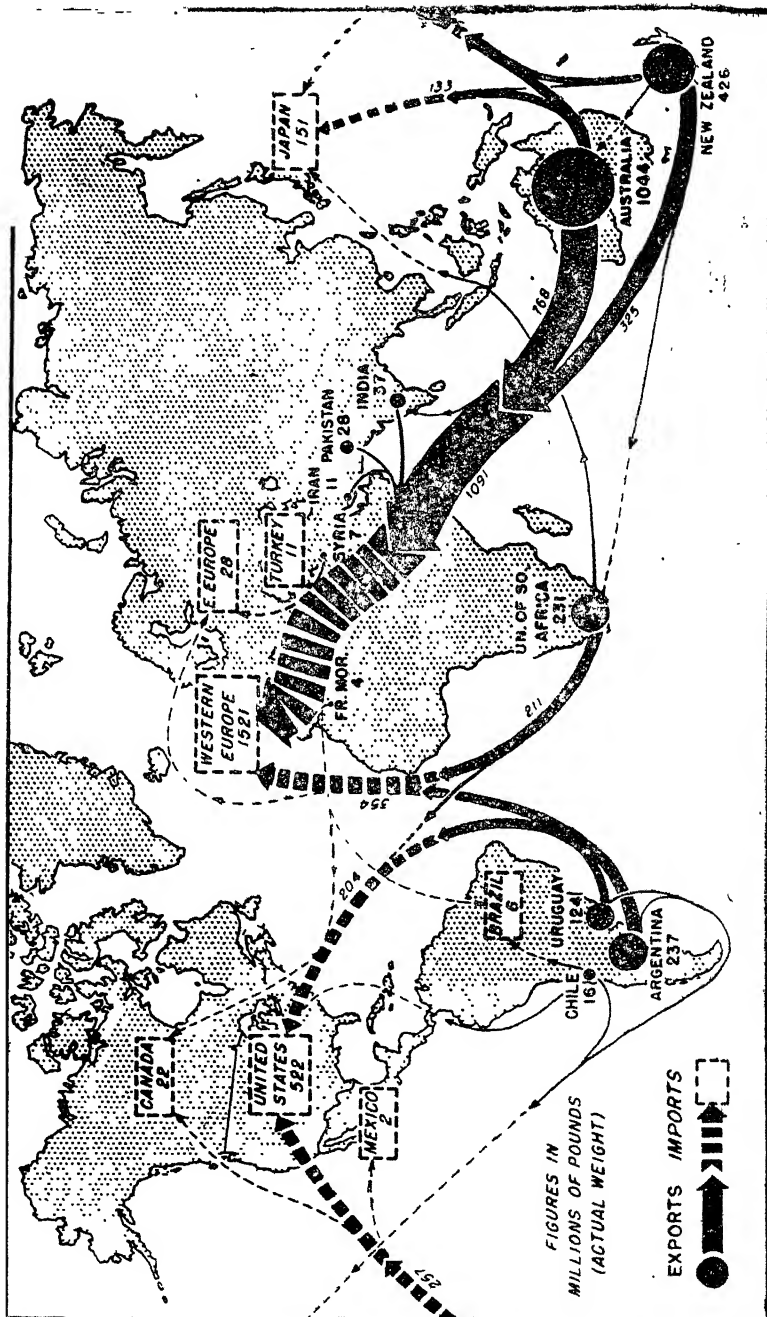 CANADA
22
UNITED
STATES
522
MEXICO
2
257
204
BRAZIL
6
URUGUAY
124
CHILE
16
ARGENTINA
237
WESTERN
EUROPE
1521
E. EUROPE
28
TURKEY
11
SYRIA
7
IRAN
11
PAKISTAN
28
INDIA
37
FR. MOR.
4
354
211
UN. OF SO.
AFRICA
231
1091
768
325
JAPAN
151
133
AUSTRALIA
1044
NEW ZEALAND
426
FIGURES IN
MILLIONS OF POUNDS
(ACTUAL WEIGHT)
EXPORTS IMPORTS